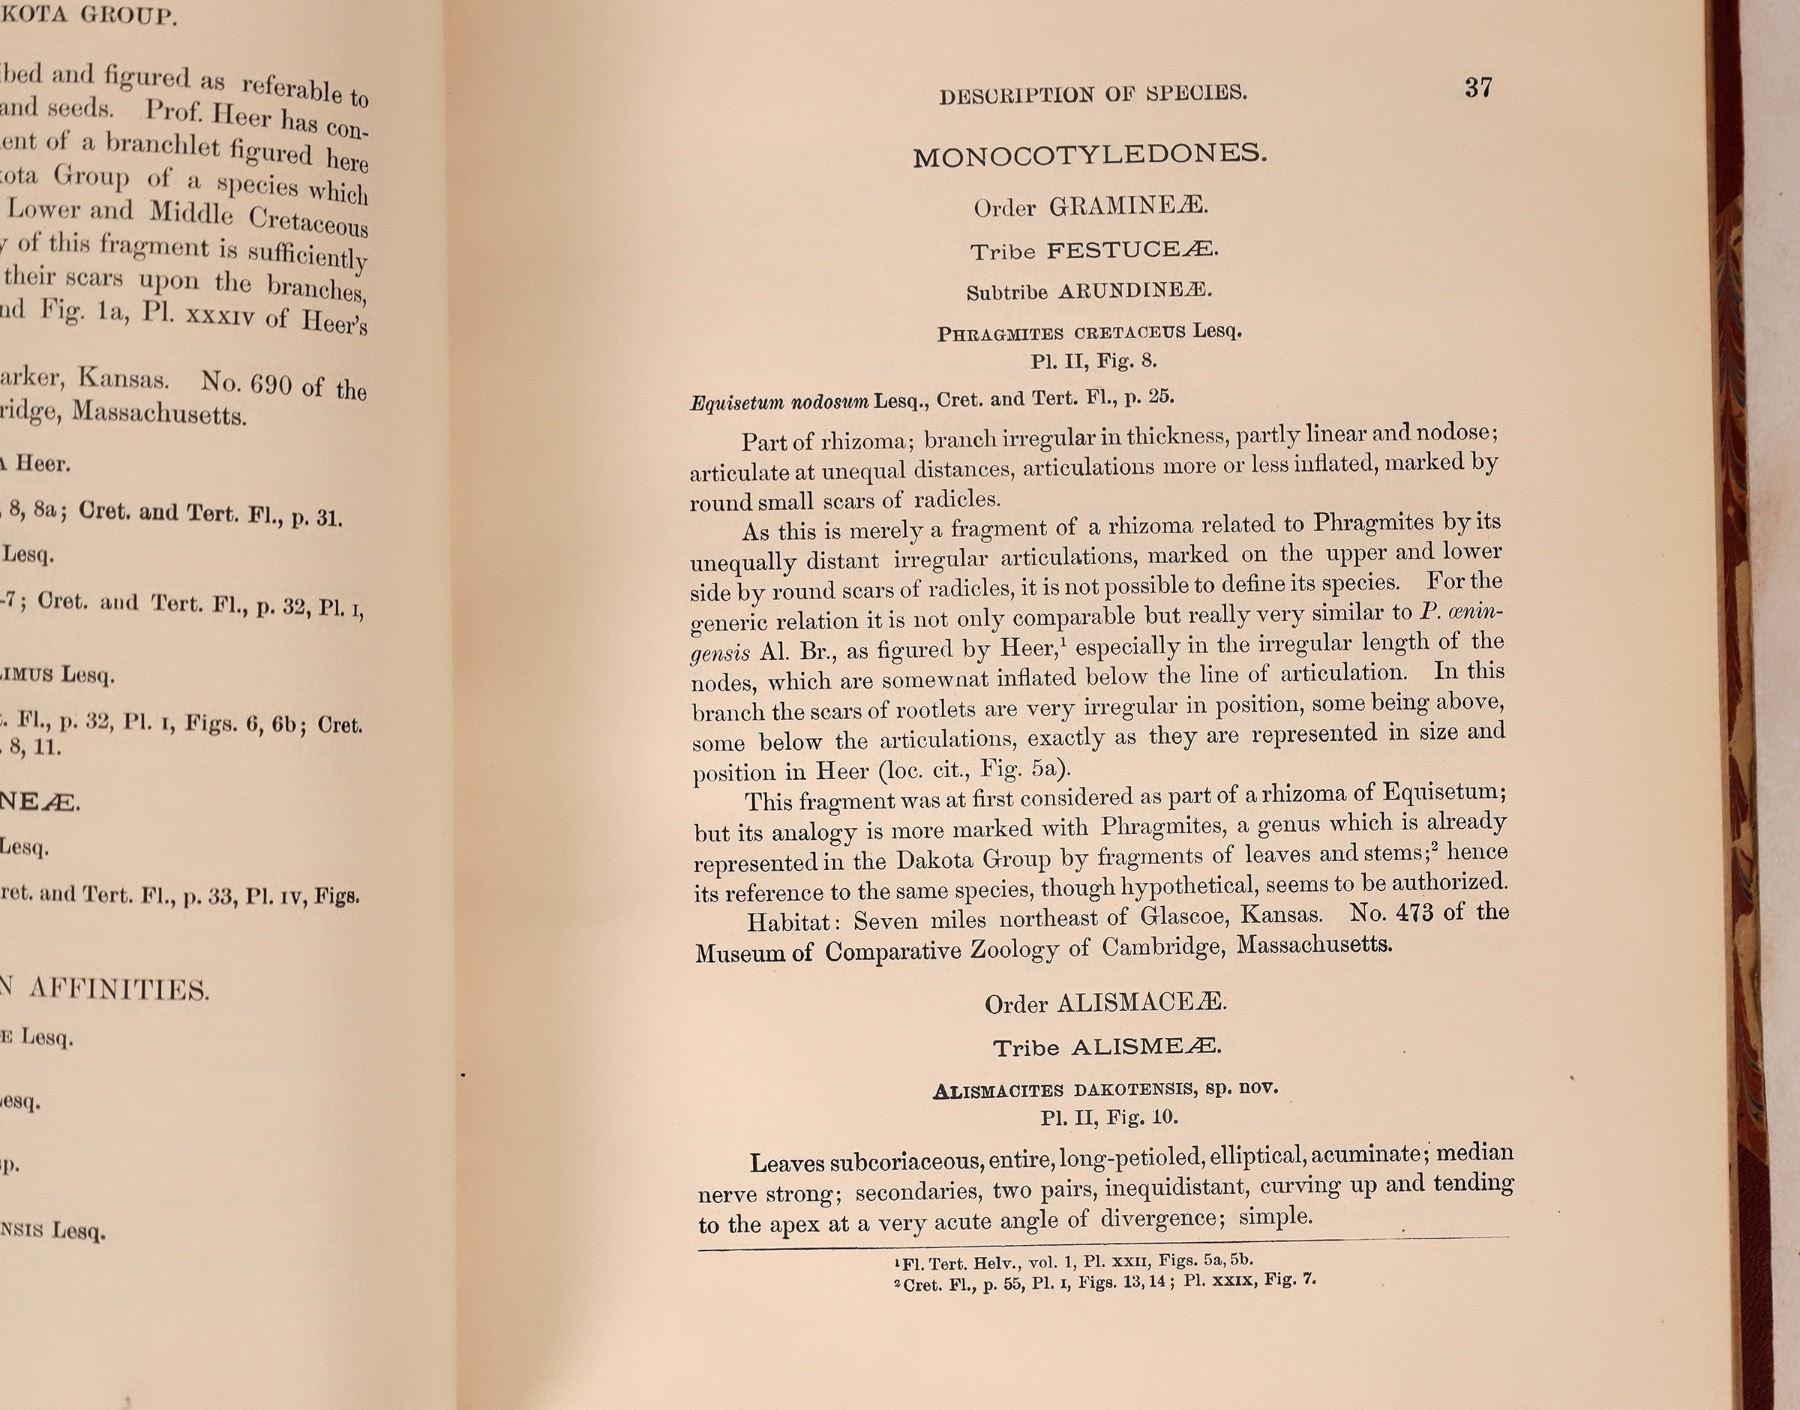 KOTA GROUP.
and figured as referable to
and seeds. Prof. Heer has con-
of a branchlet figured here
Group of a species which
Lower and Middle Cretaceous
of this fragment is sufficiently
their scars upon the branches,
Fig. 1a, Pl. XXXIV of Heer's
Kansas. No. 690 of the
Massachusetts.
Heer.
8, 8a; Cret. and Tert. Fl., p. 31.
Lesq.
-7; Cret. and Tert. Fl., p. 32, Pl. I,
Lesq.
Fl., p. 32, Pl. I, Figs. 6, 6b; Cret.
8, 11.
NEÆ.
Lesq.
and Tert. Fl., p. 33, Pl. IV, Figs.
AFFINITIES.
Lesq.
Lesq.
DESCRIPTION OF SPECIES. 37
MONOCOTYLEDONES.
Order GRAMINEÆ.
Tribe FESTUCEÆ.
Subtribe ARUNDINEÆ.
PHRAGMITES CRETACEUS Lesq.
Pl. II, Fig. 8.
Equisetum nodosum Lesq., Cret. and Tert. Fl., p. 25.
Part of rhizoma; branch irregular in thickness, partly linear and nodose;
articulate at unequal distances, articulations more or less inflated, marked by
round small scars of radicles.
As this is merely a fragment of a rhizoma related to Phragmites by its
unequally distant irregular articulations, marked on the upper and lower
side by round scars of radicles, it is not possible to define its species. For the
generic relation it is not only comparable but really very similar to P. œnin-
gensis Al. Br., as figured by Heer,¹ especially in the irregular length of the
nodes, which are somewhat inflated below the line of articulation. In this
branch the scars of rootlets are very irregular in position, some being above,
some below the articulations, exactly as they are represented in size and
position in Heer (loc. cit., Fig. 5a).
This fragment was at first considered as part of a rhizoma of Equisetum;
but its analogy is more marked with Phragmites, a genus which is already
represented in the Dakota Group by fragments of leaves and stems;² hence
its reference to the same species, though hypothetical, seems to be authorized.
Habitat: Seven miles northeast of Glascoe, Kansas. No. 473 of the
Museum of Comparative Zoology of Cambridge, Massachusetts.
Order ALISMACEÆ.
Tribe ALISMEÆ.
ALISMACITES DAKOTENSIS, sp. nov.
Pl. II, Fig. 10.
Leaves subcoriaceous, entire, long-petioled, elliptical, acuminate; median
nerve strong; secondaries, two pairs, inequidistant, curving up and tending
to the apex at a very acute angle of divergence; simple.
¹ Fl. Tert. Helv., vol. 1, Pl. XXII, Figs. 5a, 5b.
² Cret. Fl., p. 55, Pl. I, Figs. 13, 14; Pl. XXIX, Fig. 7.